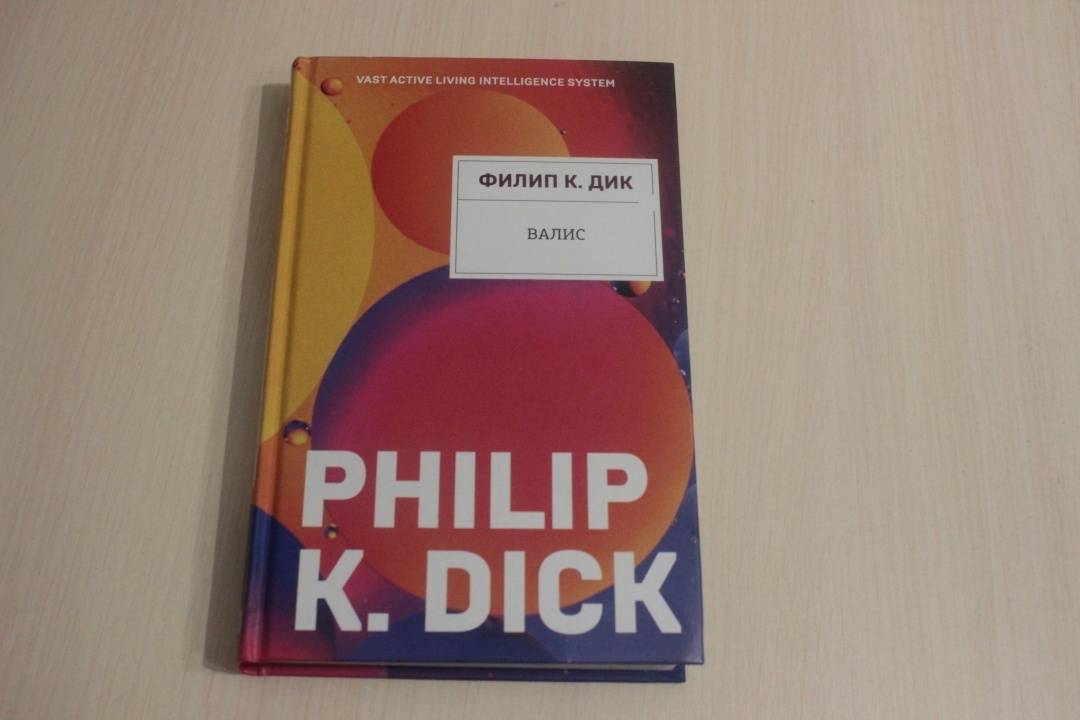 VAST ACTIVE LIVING INTELLIGENCE SYSTEM
ФИЛИП К. ДИК
ВАЛИС
PHILIP
K. DICK